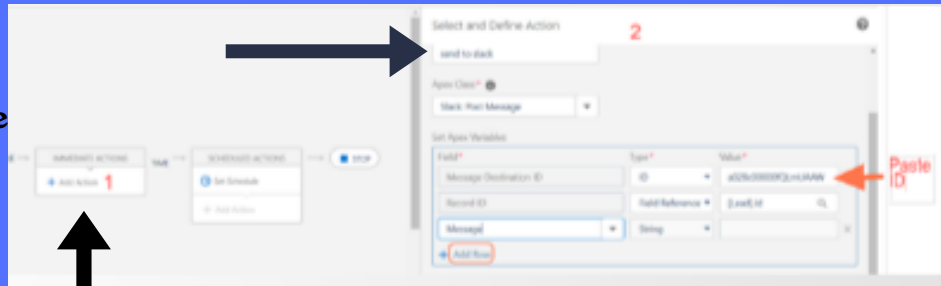 Select and Define Action
2
send to slack
Apex Class*
Slack: Post Message
Set Apex Variables
Field* Type* Value*
Message Destination ID ID
Record ID Field Reference [Lead].Id
Message String
+ Add Row
Paste
ID
e
IMMEDIATE ACTIONS
+ Add Action 1
TIME
SCHEDULED ACTIONS
Set Schedule
+ Add Action
STOP